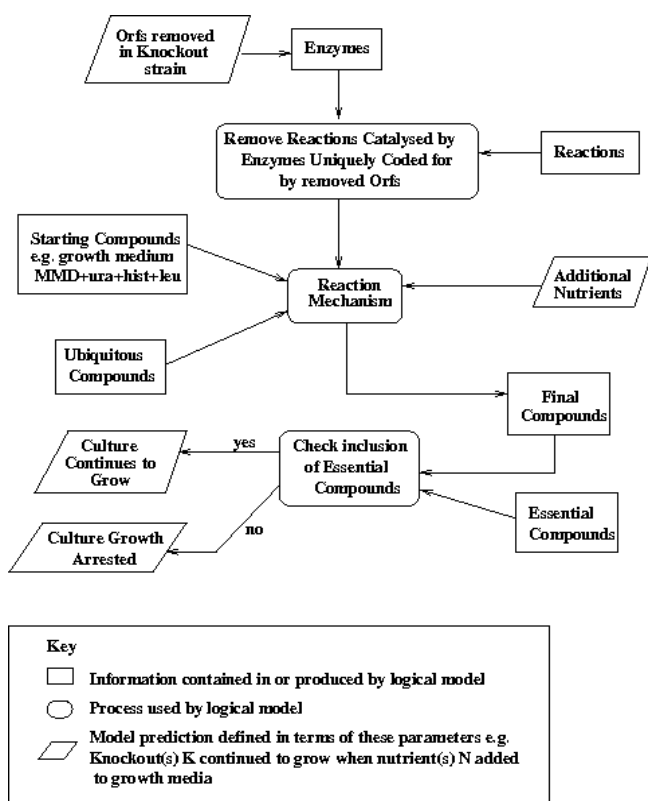 Orfs removed
in Knockout
strain
Enzymes
Remove Reactions Catalysed by
Enzymes Uniquely Coded for
by removed Orfs
Reactions
Starting Compounds
e.g. growth medium
MMD+ura+hist+leu
Reaction
Mechanism
Additional
Nutrients
Ubiquitous
Compounds
Final
Compounds
Culture
Continues to
Grow
yes
Check inclusion
of Essential
Compounds
Essential
Compounds
no
Culture Growth
Arrested
Key
Information contained in or produced by logical model
Process used by logical model
Model prediction defined in terms of these parameters e.g.
Knockout(s) K continued to grow when nutrient(s) N added
to growth media